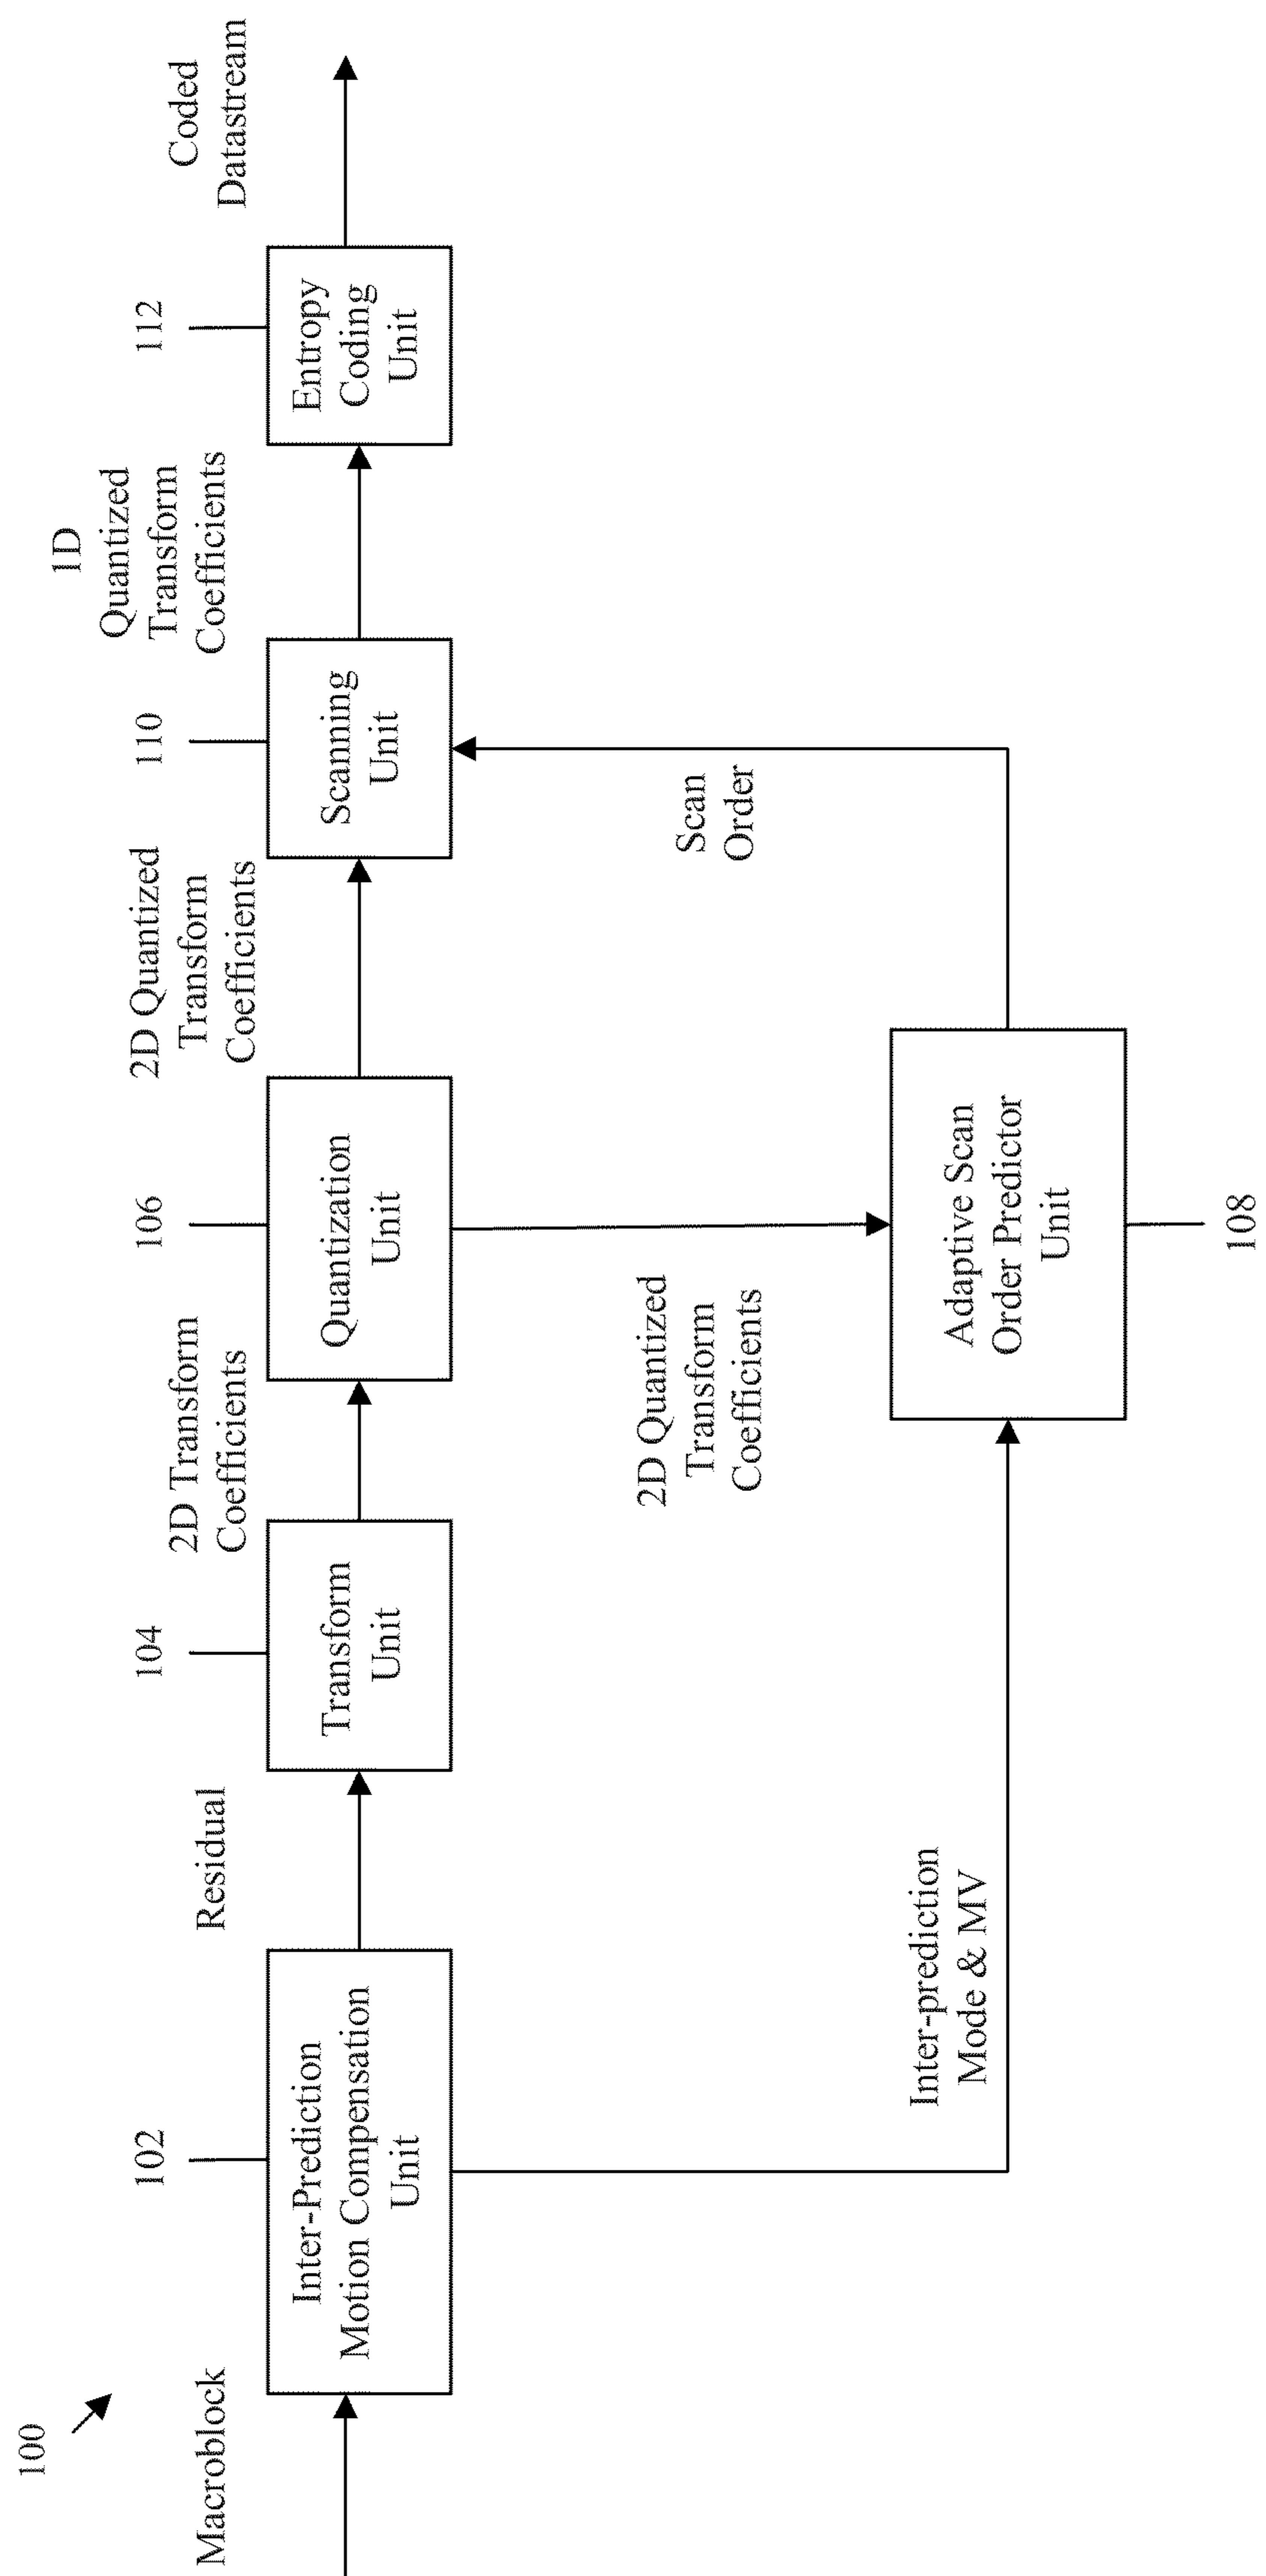 100
Macroblock
102
Inter-Prediction
Motion Compensation
Unit
Residual
104
Transform
Unit
2D Transform
Coefficients
106
Quantization
Unit
2D Quantized
Transform
Coefficients
110
Scanning
Unit
1D
Quantized
Transform
Coefficients
112
Entropy
Coding
Unit
Coded
Datastream
Inter-prediction
Mode & MV
2D Quantized
Transform
Coefficients
Adaptive Scan
Order Predictor
Unit
108
Scan
Order